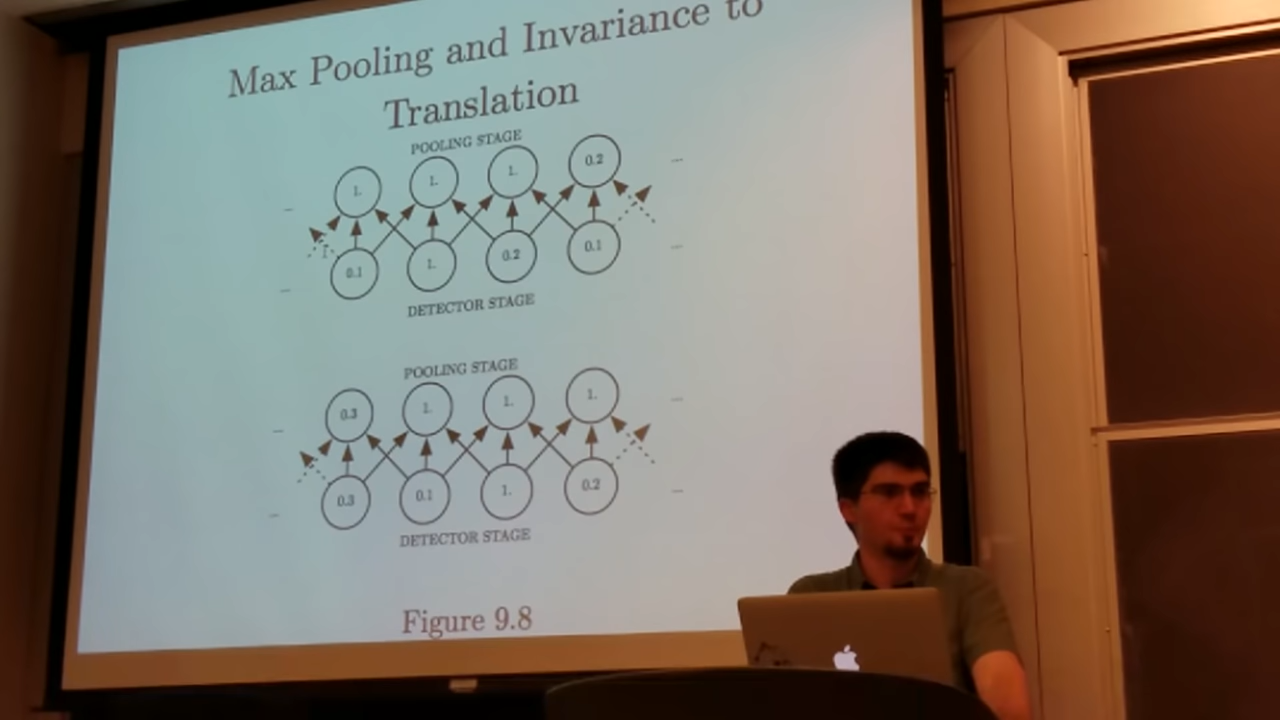 Max Pooling and Invariance to
Translation
POOLING STAGE
1. 1. 1. 0.2 ...
...
0.1 1. 0.2 0.1 ...
...
DETECTOR STAGE
POOLING STAGE
... 0.3 1. 1. 1. ...
... 0.3 0.1 1. 0.2 ...
DETECTOR STAGE
Figure 9.8